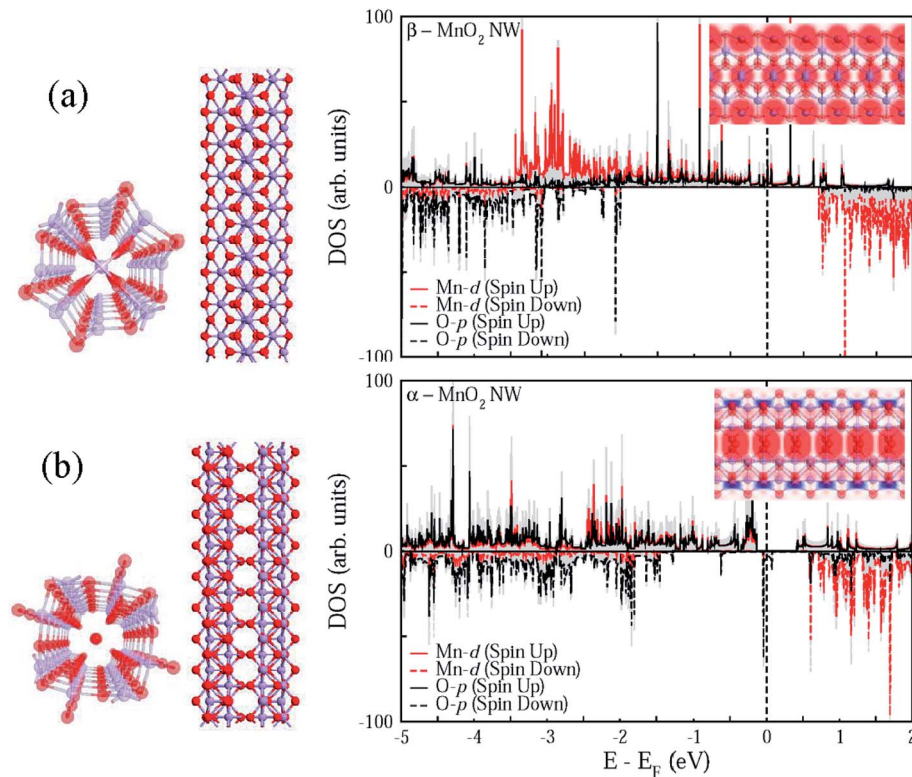 (a)
β – MnO₂ NW
100
0
-100
DOS (arb. units)
Mn-d (Spin Up)
Mn-d (Spin Down)
O-p (Spin Up)
O-p (Spin Down)
(b)
α – MnO₂ NW
100
0
-100
DOS (arb. units)
Mn-d (Spin Up)
Mn-d (Spin Down)
O-p (Spin Up)
O-p (Spin Down)
-5 -4 -3 -2 -1 0 1 2
E - E_F (eV)